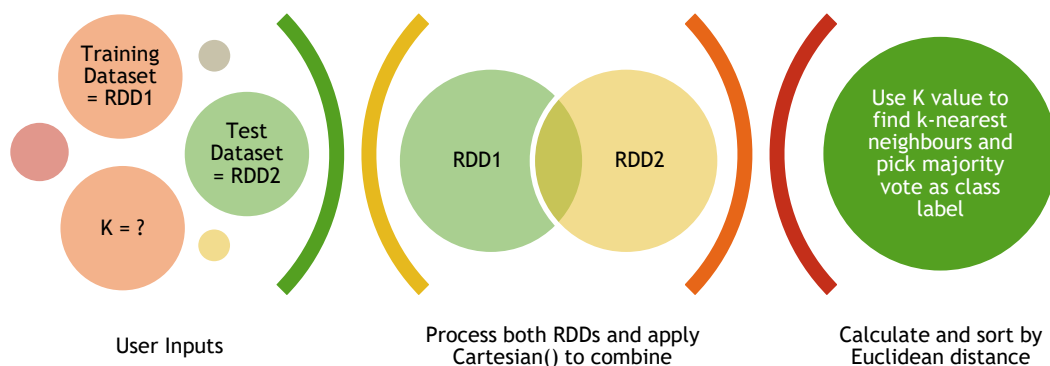 Training
Dataset
= RDD1
Test
Dataset
= RDD2
K = ?
User Inputs
RDD1
RDD2
Process both RDDs and apply
Cartesian() to combine
Use K value to
find k-nearest
neighbours and
pick majority
vote as class
label
Calculate and sort by
Euclidean distance